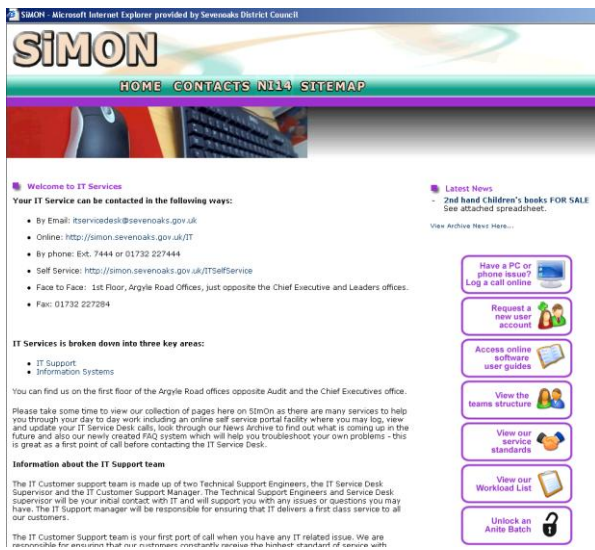 SiMON - Microsoft Internet Explorer provided by Sevenoaks District Council
SiMON
HOME CONTACTS NI14 SITEMAP
Welcome to IT Services
Your IT Service can be contacted in the following ways:
• By Email: itservicedesk@sevenoaks.gov.uk
• Online: http://simon.sevenoaks.gov.uk/IT
• By phone: Ext. 7444 or 01732 227444
• Self Service: http://simon.sevenoaks.gov.uk/ITSelfService
• Face to Face: 1st Floor, Argyle Road Offices, just opposite the Chief Executive and Leaders offices.
• Fax: 01732 227284
IT Services is broken down into three key areas:
• IT Support
• Information Systems
You can find us on the first floor of the Argyle Road offices opposite Audit and the Chief Executives office.
Please take some time to view our collection of pages here on SImOn as there are many services to help
you through your day to day work including an online self service portal facility where you may log, view
and update your IT Service Desk calls, look through our News Archive to find out what is coming up in the
future and also our newly created FAQ system which will help you troubleshoot your own problems - this
is great as a first point of call before contacting the IT Service Desk.
Information about the IT Support team
The IT Customer support team is made up of two Technical Support Engineers, the IT Service Desk
Supervisor and the IT Customer Support Manager. The Technical Support Engineers and Service Desk
supervisor will be your initial contact with IT and will support you with any issues or questions you may
have. The IT Support manager will be responsible for ensuring that IT delivers a first class service to all
our customers.
The IT Customer Support team is your first port of call when you have any IT related issue. We are
responsible for ensuring that our customers constantly receive the highest standard of service with
Latest News
- 2nd hand Children's books FOR SALE
See attached spreadsheet.
View Archive News Here...
Have a PC or
phone issue?
Log a call online
Request a
new user
account
Access online
software
user guides
View the
teams structure
View our
service
standards
View our
Workload List
Unlock an
Anite Batch